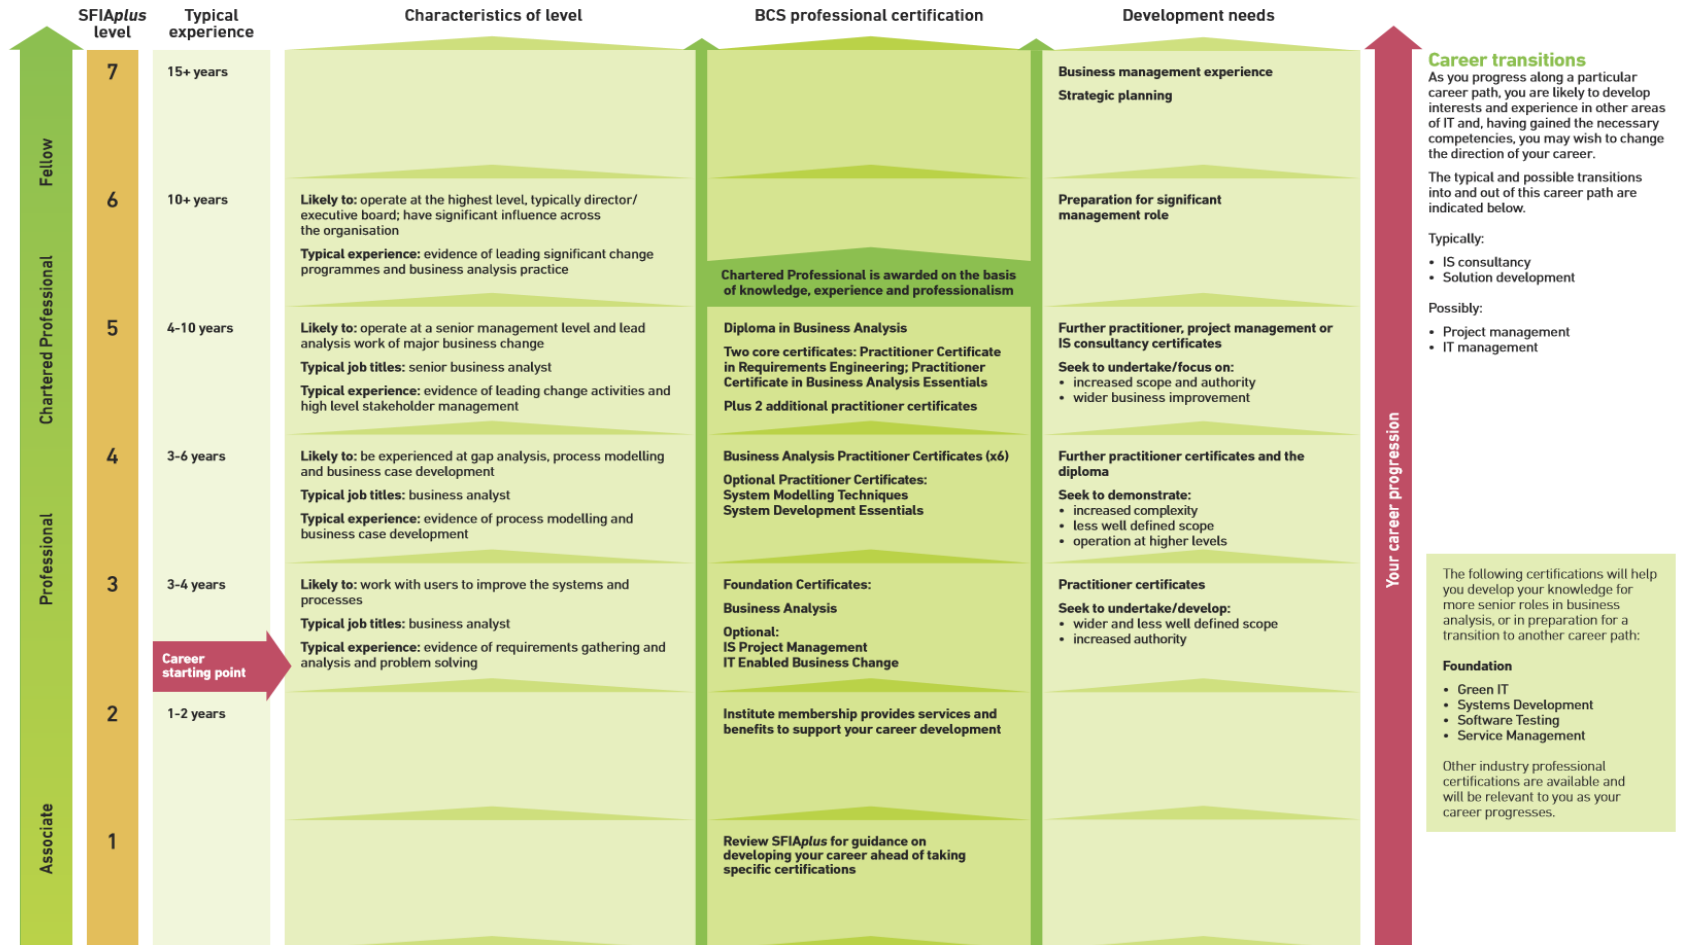 SFIAplus
level
Typical
experience
Characteristics of level
BCS professional certification
Development needs
Fellow
Chartered Professional
Professional
Associate
7
15+ years
Business management experience
Strategic planning
6
10+ years
Likely to: operate at the highest level, typically director/
executive board; have significant influence across
the organisation
Typical experience: evidence of leading significant change
programmes and business analysis practice
Chartered Professional is awarded on the basis
of knowledge, experience and professionalism
Preparation for significant
management role
5
4-10 years
Likely to: operate at a senior management level and lead
analysis work of major business change
Typical job titles: senior business analyst
Typical experience: evidence of leading change activities and
high level stakeholder management
Diploma in Business Analysis
Two core certificates: Practitioner Certificate
in Requirements Engineering; Practitioner
Certificate in Business Analysis Essentials
Plus 2 additional practitioner certificates
Further practitioner, project management or
IS consultancy certificates
Seek to undertake/focus on:
• increased scope and authority
• wider business improvement
4
3-6 years
Likely to: be experienced at gap analysis, process modelling
and business case development
Typical job titles: business analyst
Typical experience: evidence of process modelling and
business case development
Business Analysis Practitioner Certificates (x6)
Optional Practitioner Certificates:
System Modelling Techniques
System Development Essentials
Further practitioner certificates and the
diploma
Seek to demonstrate:
• increased complexity
• less well defined scope
• operation at higher levels
3
3-4 years
Career
starting point
Likely to: work with users to improve the systems and
processes
Typical job titles: business analyst
Typical experience: evidence of requirements gathering and
analysis and problem solving
Foundation Certificates:
Business Analysis
Optional:
IS Project Management
IT Enabled Business Change
Practitioner certificates
Seek to undertake/develop:
• wider and less well defined scope
• increased authority
2
1-2 years
Institute membership provides services and
benefits to support your career development
1
Review SFIAplus for guidance on
developing your career ahead of taking
specific certifications
Your career progression
Career transitions
As you progress along a particular
career path, you are likely to develop
interests and experience in other areas
of IT and, having gained the necessary
competencies, you may wish to change
the direction of your career.
The typical and possible transitions
into and out of this career path are
indicated below.
Typically:
• IS consultancy
• Solution development
Possibly:
• Project management
• IT management
The following certifications will help
you develop your knowledge for
more senior roles in business
analysis, or in preparation for a
transition to another career path:
Foundation
• Green IT
• Systems Development
• Software Testing
• Service Management
Other industry professional
certifications are available and
will be relevant to you as your
career progresses.